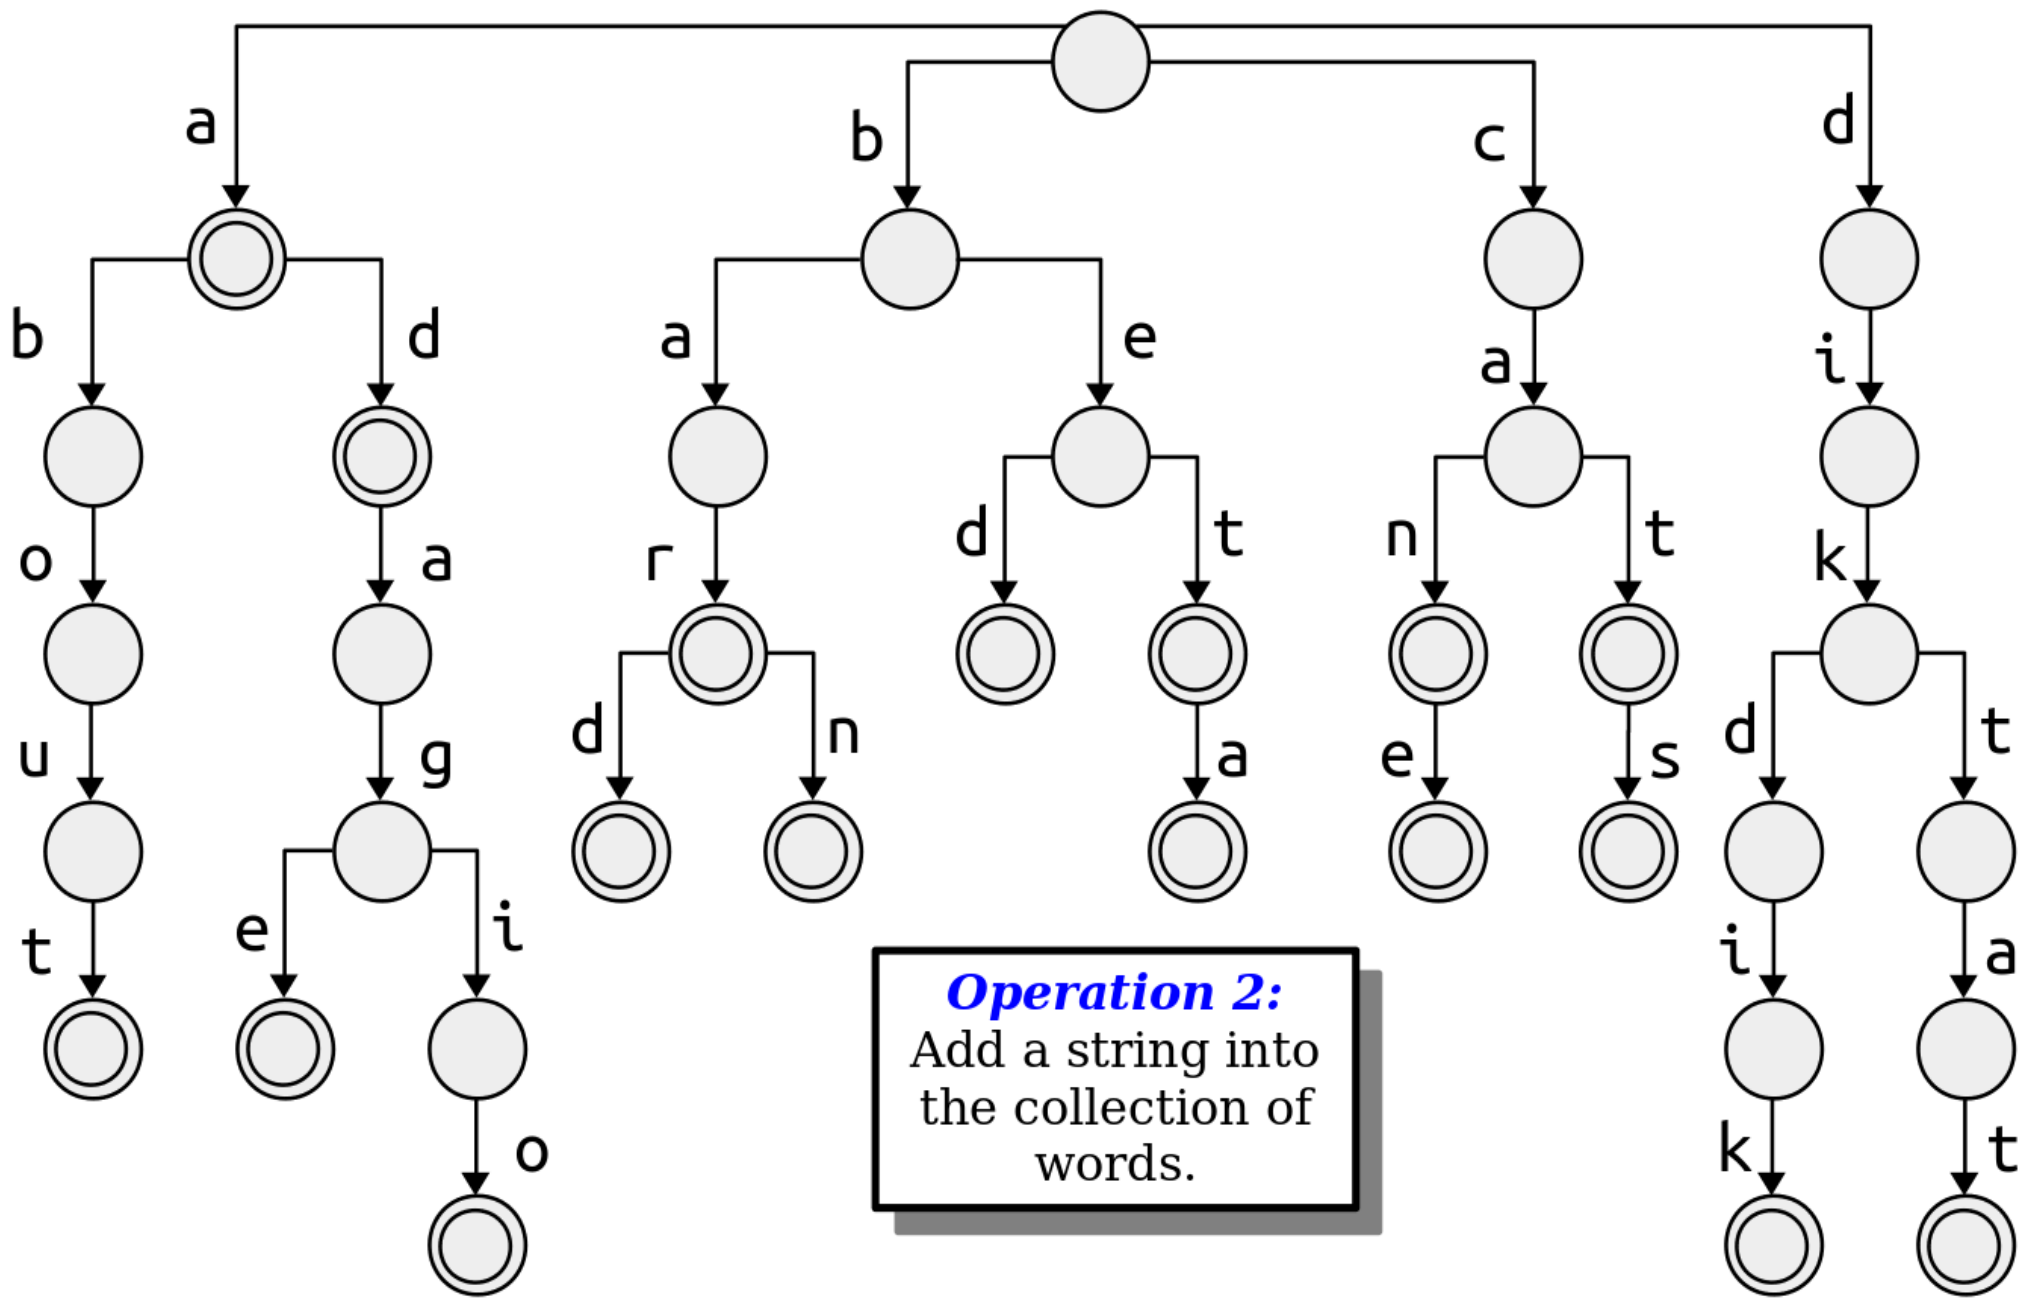 a
b
c
d
b
d
a
e
a
i
o
a
r
d
t
n
t
k
u
g
d
n
a
e
s
d
t
t
e
i
i
a
o
k
t
Operation 2:
Add a string into
the collection of
words.